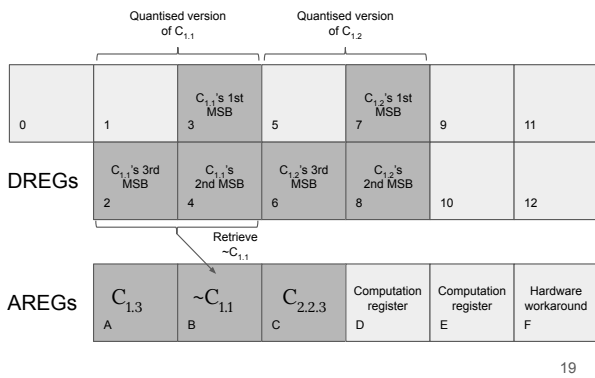 Quantised version
of C₁.₁
Quantised version
of C₁.₂
0
1
C₁.₁'s 1st
MSB
3
5
C₁.₂'s 1st
MSB
7
9
11
DREGs
C₁.₁'s 3rd
MSB
2
C₁.₁'s
2nd MSB
4
C₁.₂'s 3rd
MSB
6
C₁.₂'s
2nd MSB
8
10
12
Retrieve
~C₁.₁
AREGs
C₁.₃
A
~C₁.₁
B
C₂.₂.₃
C
Computation
register
D
Computation
register
E
Hardware
workaround
F
19